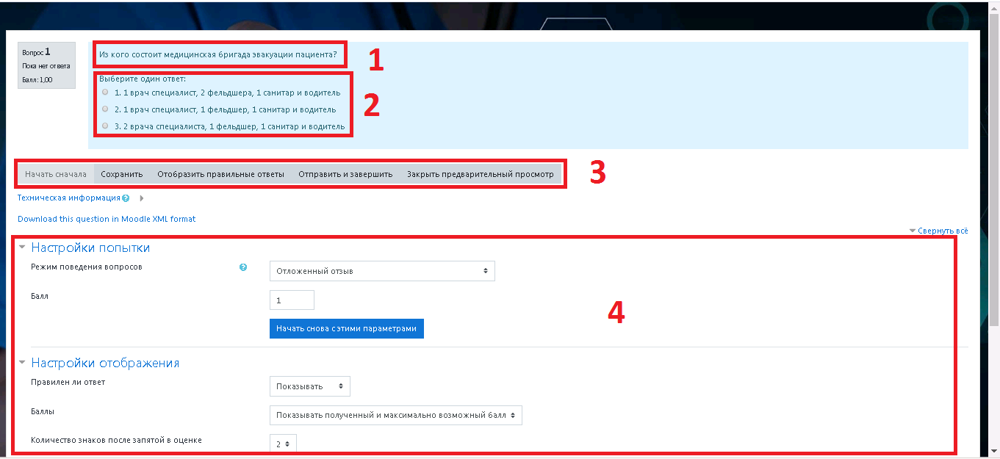 Вопрос 1
Пока нет ответа
Балл: 1,00
Из кого состоит медицинская бригада эвакуации пациента?
1
Выберите один ответ:
1. 1 врач специалист, 2 фельдшера, 1 санитар и водитель
2. 1 врач специалист, 1 фельдшер, 1 санитар и водитель
3. 2 врача специалиста, 1 фельдшер, 1 санитар и водитель
2
Начать сначала Сохранить Отобразить правильные ответы Отправить и завершить Закрыть предварительный просмотр
3
Техническая информация ?
Download this question in Moodle XML format
Свернуть всё
Настройки попытки
Режим поведения вопросов ? Отложенный отзыв
Балл 1
4
Начать снова с этими параметрами
Настройки отображения
Правилен ли ответ Показывать
Баллы Показывать полученный и максимально возможный балл
Количество знаков после запятой в оценке 2